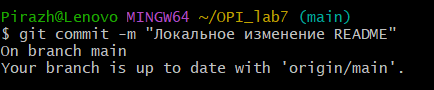 Pirazh@Lenovo MINGW64 ~/OPI_lab7 (main)
$ git commit -m "Локальное изменение README"
On branch main
Your branch is up to date with 'origin/main'.